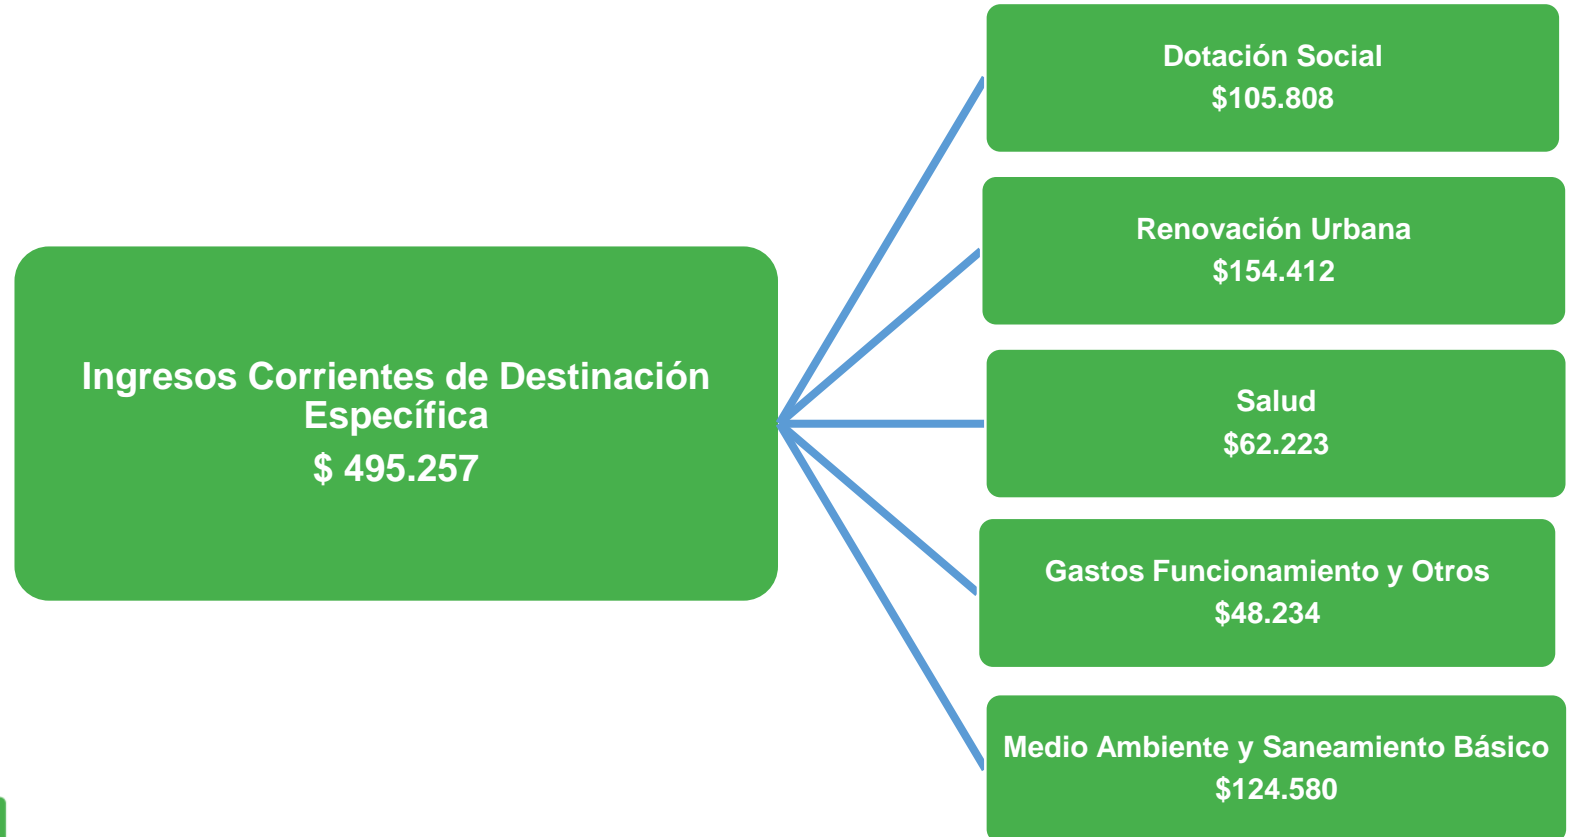 Ingresos Corrientes de Destinación
Específica
$ 495.257
Dotación Social
$105.808
Renovación Urbana
$154.412
Salud
$62.223
Gastos Funcionamiento y Otros
$48.234
Medio Ambiente y Saneamiento Básico
$124.580